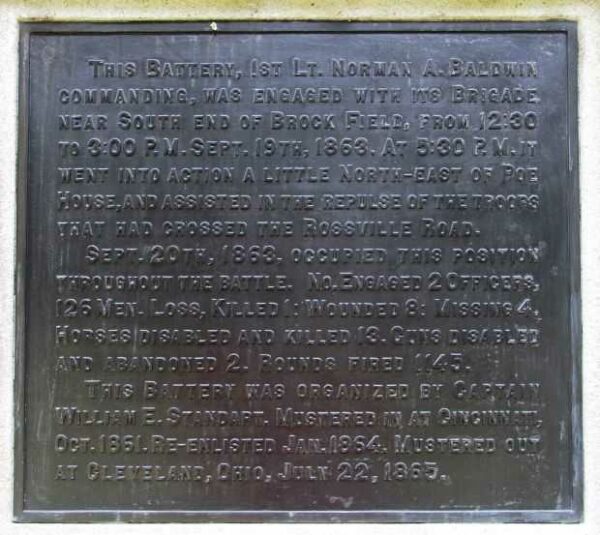 THIS BATTERY, 1ST LT. NORMAN A. BALDWIN
COMMANDING, WAS ENGAGED WITH ITS BRIGADE
NEAR SOUTH END OF BROCK FIELD, FROM 12:30
TO 3:00 P.M. SEPT. 19TH, 1863. AT 5:30 P.M. IT
WENT INTO ACTION A LITTLE NORTH-EAST OF POE
HOUSE, AND ASSISTED IN THE REPULSE OF THE TROOPS
THAT HAD CROSSED THE ROSSVILLE ROAD.
SEPT. 20TH, 1863. OCCUPIED THIS POSITION
THROUGHOUT THE BATTLE. NO. ENGAGED 2 OFFICERS,
126 MEN. LOSS, KILLED 1: WOUNDED 8: MISSING 4.
HORSES DISABLED AND KILLED 13. GUNS DISABLED
AND ABANDONED 2. ROUNDS FIRED 1145.
THIS BATTERY WAS ORGANIZED BY CAPTAIN
WILLIAM E. STANDART. MUSTERED IN AT CINCINNATI,
OCT. 1861. RE-ENLISTED JAN. 1864. MUSTERED OUT
AT CLEVELAND, OHIO, JULY 22, 1865.